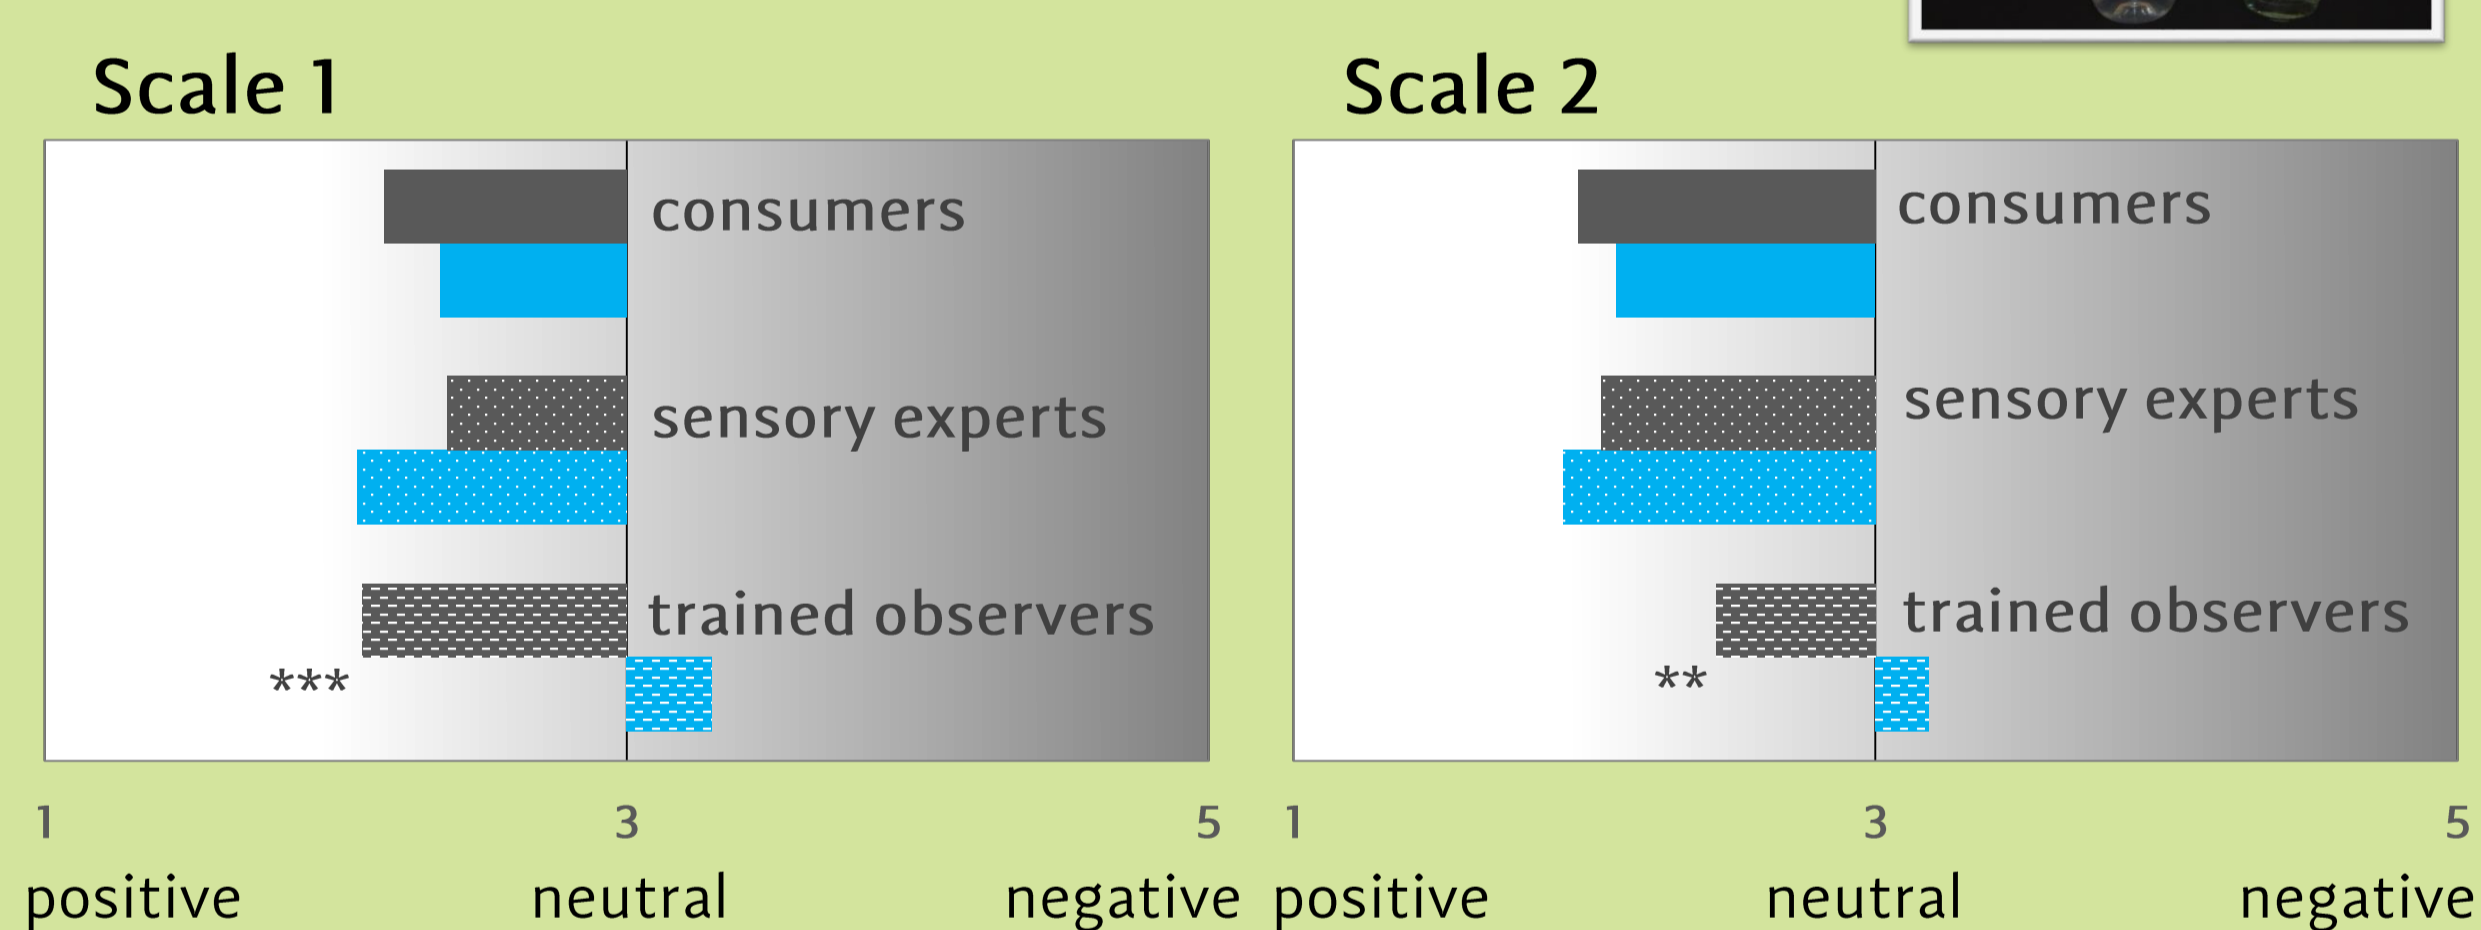 Scale 1
consumers
sensory experts
trained observers
***
1 3 5
positive neutral negative
Scale 2
consumers
sensory experts
trained observers
**
1 3 5
positive neutral negative